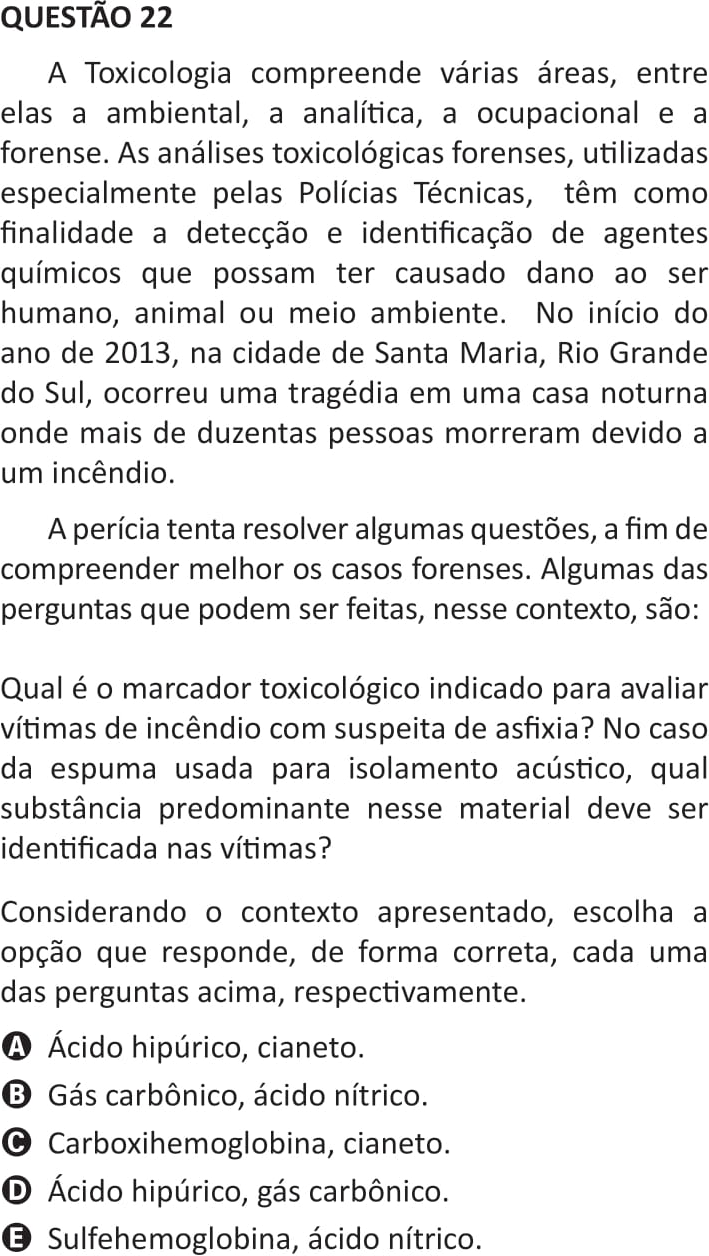 QUESTÃO 22
A Toxicologia compreende várias áreas, entre
elas a ambiental, a analítica, a ocupacional e a
forense. As análises toxicológicas forenses, utilizadas
especialmente pelas Polícias Técnicas, têm como
finalidade a detecção e identificação de agentes
químicos que possam ter causado dano ao ser
humano, animal ou meio ambiente. No início do
ano de 2013, na cidade de Santa Maria, Rio Grande
do Sul, ocorreu uma tragédia em uma casa noturna
onde mais de duzentas pessoas morreram devido a
um incêndio.
A perícia tenta resolver algumas questões, a fim de
compreender melhor os casos forenses. Algumas das
perguntas que podem ser feitas, nesse contexto, são:
Qual é o marcador toxicológico indicado para avaliar
vítimas de incêndio com suspeita de asfixia? No caso
da espuma usada para isolamento acústico, qual
substância predominante nesse material deve ser
identificada nas vítimas?
Considerando o contexto apresentado, escolha a
opção que responde, de forma correta, cada uma
das perguntas acima, respectivamente.
A Ácido hipúrico, cianeto.
B Gás carbônico, ácido nítrico.
C Carboxihemoglobina, cianeto.
D Ácido hipúrico, gás carbônico.
E Sulfehemoglobina, ácido nítrico.